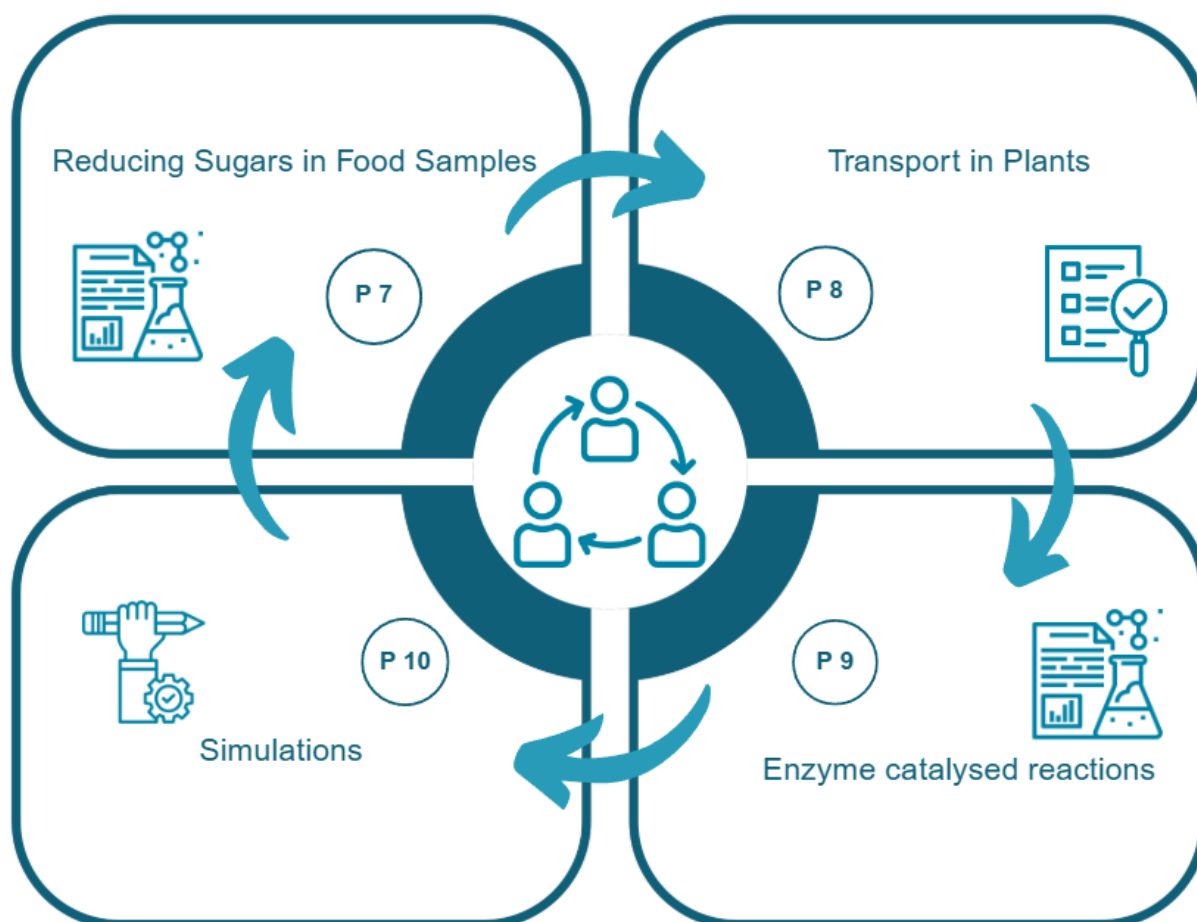 Reducing Sugars in Food Samples
P 7
Transport in Plants
P 8
P 10
Simulations
P 9
Enzyme catalysed reactions